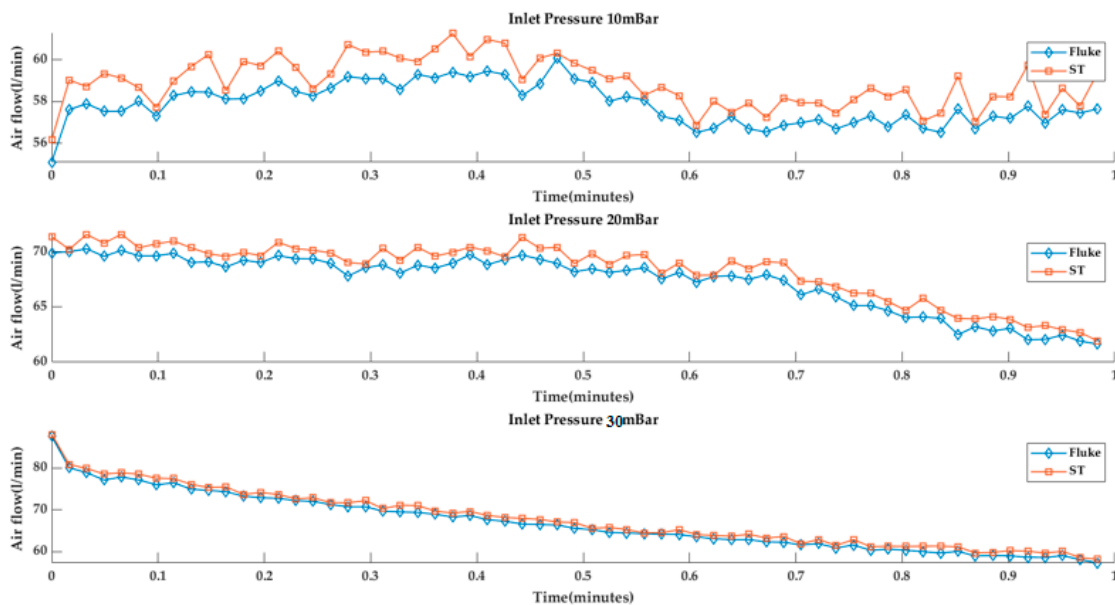 Inlet Pressure 10mBar
Air flow(l/min)
60
58
56
Fluke
ST
0 0.1 0.2 0.3 0.4 0.5 0.6 0.7 0.8 0.9 1
Time(minutes)
Inlet Pressure 20mBar
Air flow(l/min)
70
65
60
Fluke
ST
0 0.1 0.2 0.3 0.4 0.5 0.6 0.7 0.8 0.9 1
Time(minutes)
Inlet Pressure 30mBar
Air flow(l/min)
80
70
60
Fluke
ST
0 0.1 0.2 0.3 0.4 0.5 0.6 0.7 0.8 0.9 1
Time(minutes)